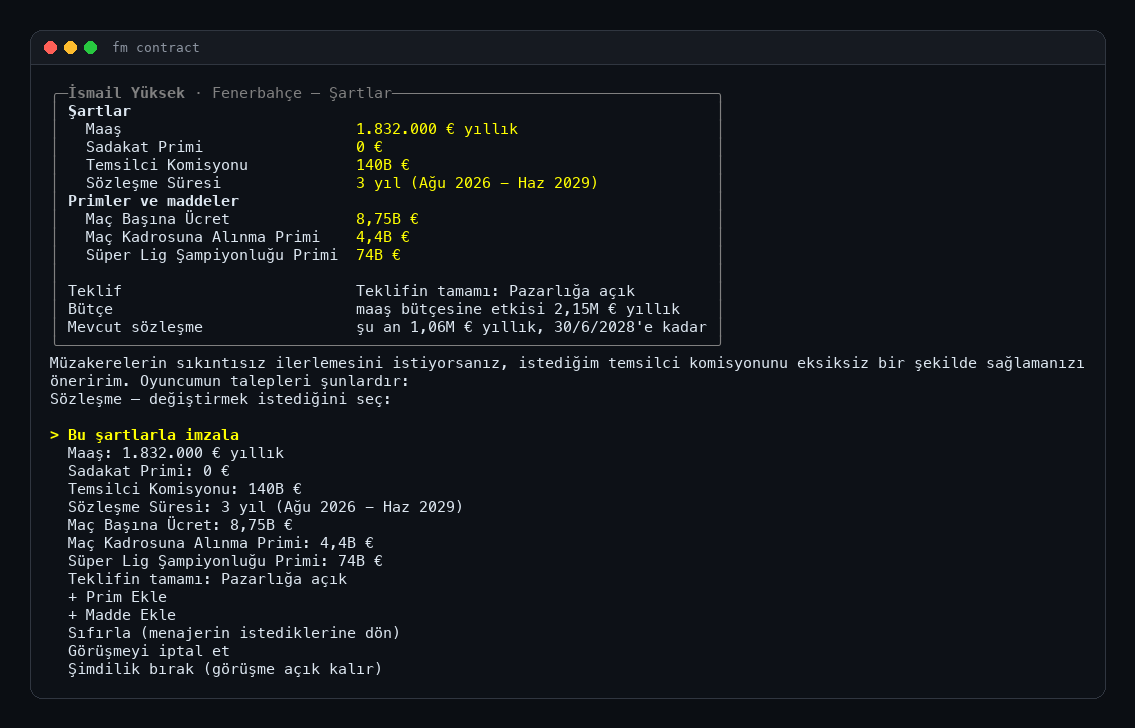 fm contract
İsmail Yüksek · Fenerbahçe — Şartlar
Şartlar
Maaş 1.832.000 € yıllık
Sadakat Primi 0 €
Temsilci Komisyonu 140B €
Sözleşme Süresi 3 yıl (Ağu 2026 – Haz 2029)
Primler ve maddeler
Maç Başına Ücret 8,75B €
Maç Kadrosuna Alınma Primi 4,4B €
Süper Lig Şampiyonluğu Primi 74B €
Teklif Teklifin tamamı: Pazarlığa açık
Bütçe maaş bütçesine etkisi 2,15M € yıllık
Mevcut sözleşme şu an 1,06M € yıllık, 30/6/2028'e kadar
Müzakerelerin sıkıntısız ilerlemesini istiyorsanız, istediğim temsilci komisyonunu eksiksiz bir şekilde sağlamanızı
öneririm. Oyuncumun talepleri şunlardır:
Sözleşme — değiştirmek istediğini seç:
> Bu şartlarla imzala
Maaş: 1.832.000 € yıllık
Sadakat Primi: 0 €
Temsilci Komisyonu: 140B €
Sözleşme Süresi: 3 yıl (Ağu 2026 – Haz 2029)
Maç Başına Ücret: 8,75B €
Maç Kadrosuna Alınma Primi: 4,4B €
Süper Lig Şampiyonluğu Primi: 74B €
Teklifin tamamı: Pazarlığa açık
+ Prim Ekle
+ Madde Ekle
Sıfırla (menajerin istediklerine dön)
Görüşmeyi iptal et
Şimdilik bırak (görüşme açık kalır)